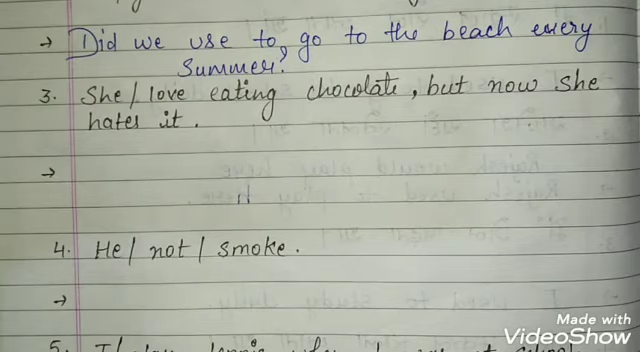 → Did we use to, go to the beach every
summer?
3. She / love eating chocolate, but now she
hates it.
→
4. He / not / smoke.
→
5.
Made with
VideoShow